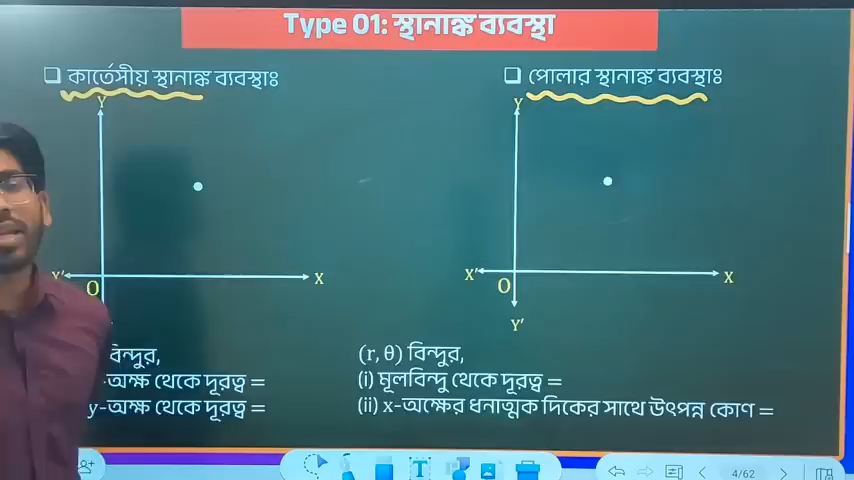 Type 01: স্থানাঙ্ক ব্যবস্থা
❑ কার্তেসীয় স্থানাঙ্ক ব্যবস্থাঃ
Y
X
Y′
O
বিন্দুর,
-অক্ষ থেকে দূরত্ব =
y-অক্ষ থেকে দূরত্ব =
❑ পোলার স্থানাঙ্ক ব্যবস্থাঃ
Y
X′
X
O
Y′
(r, θ) বিন্দুর,
(i) মূলবিন্দু থেকে দূরত্ব =
(ii) x-অক্ষের ধনাত্মক দিকের সাথে উৎপন্ন কোণ =
T
4/62